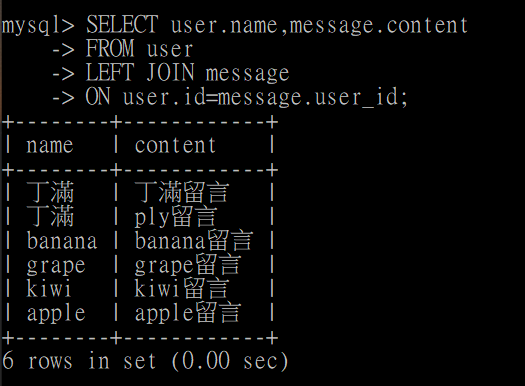 mysql> SELECT user.name,message.content
    -> FROM user
    -> LEFT JOIN message
    -> ON user.id=message.user_id;
+--------+------------+
| name   | content    |
+--------+------------+
| 丁滿   | 丁滿留言   |
| 丁滿   | ply留言    |
| banana | banana留言 |
| grape  | grape留言  |
| kiwi   | kiwi留言   |
| apple  | apple留言  |
+--------+------------+
6 rows in set (0.00 sec)